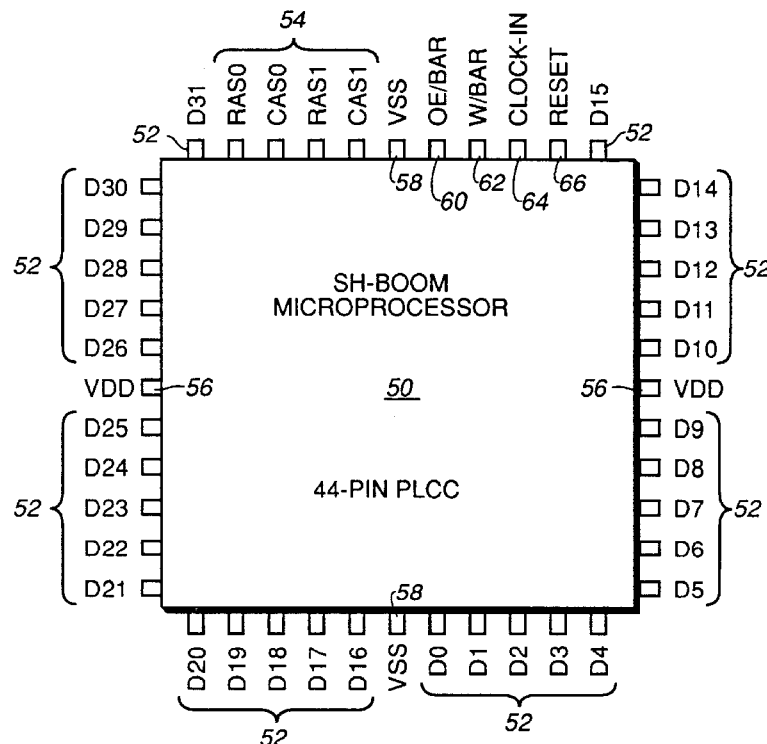 54
52 D31 RAS0 CAS0 RAS1 CAS1 VSS OE/BAR W/BAR CLOCK-IN RESET D15 52
58 60 62 64 66
D30 D14
D29 D13
52 D28 D12 52
SH-BOOM
MICROPROCESSOR
D27 D11
D26 D10
VDD 56 50 56 VDD
D25 D9
D24 D8
44-PIN PLCC
52 D23 D7 52
D22 D6
D21 58 D5
D20 D19 D18 D17 D16 VSS D0 D1 D2 D3 D4
52 52